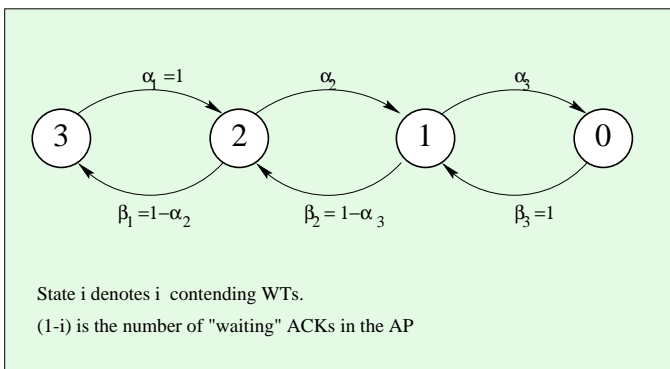 α1 =1 α2 α3
3 2 1 0
β1 =1−α2 β2 = 1−α3 β3 =1
State i denotes i contending WTs.
(1-i) is the number of "waiting" ACKs in the AP